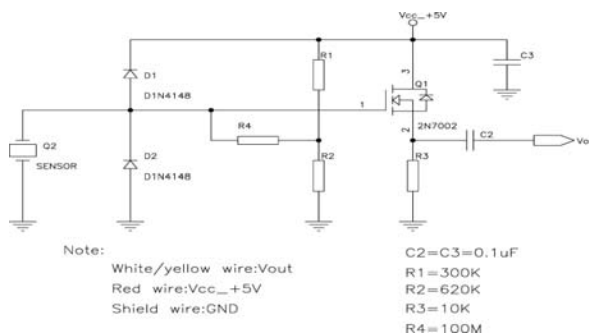 Vcc_+5V
R1
C3
3
D1
Q1
D1N4148
1
2N7002
R4
2
C2
Vo
Q2
D2
R2
R3
SENSOR
D1N4148
Note:
White/yellow wire:Vout
Red wire:Vcc_+5V
Shield wire:GND
C2=C3=0.1uF
R1=300K
R2=620K
R3=10K
R4=100M